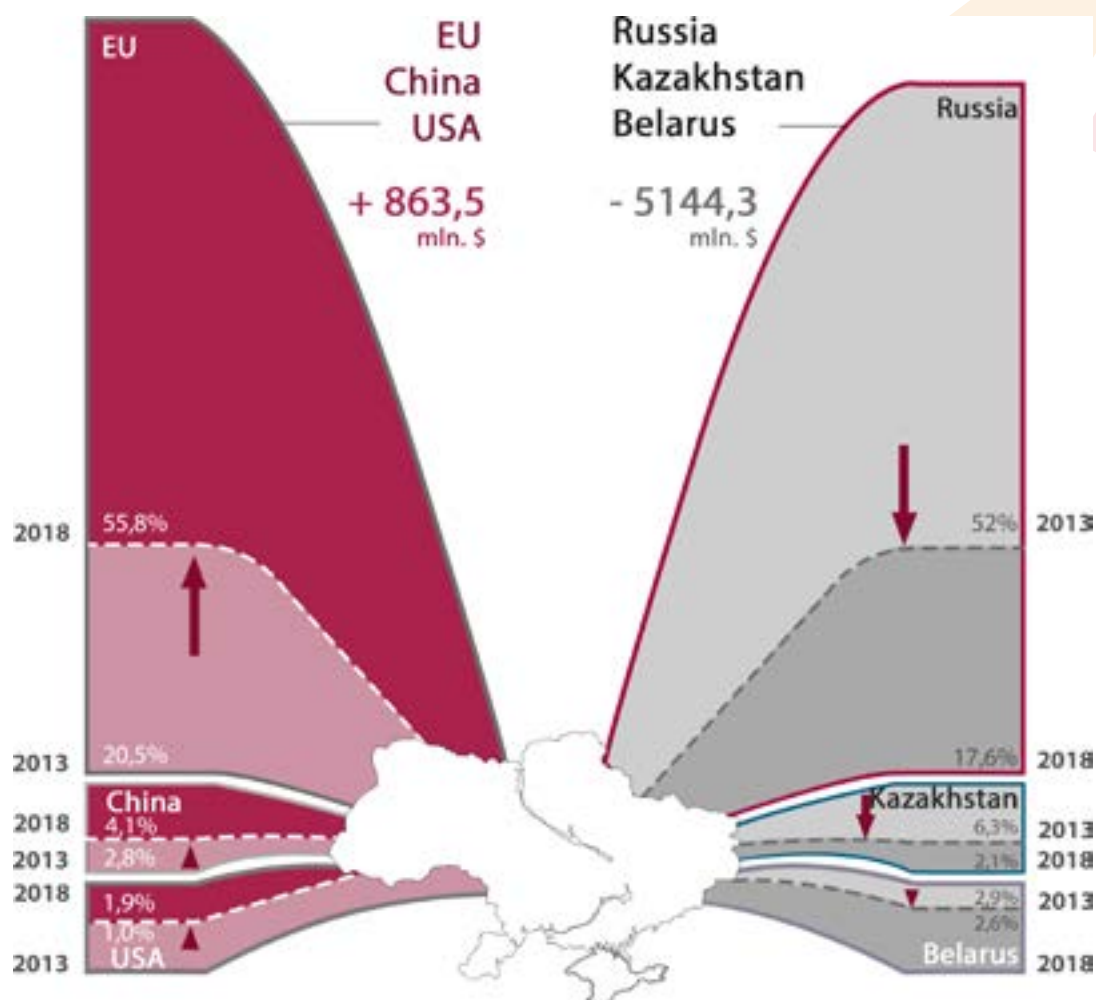 EU
EU
China
USA
+ 863,5
mln. $
Russia
Kazakhstan
Belarus
- 5144,3
mln. $
Russia
2018
55,8%
2013
20,5%
China
2018
4,1%
2013
2,8%
2018
1,9%
1,0%
2013
USA
52%
2013
17,6%
2018
Kazakhstan
6,3%
2013
2,1%
2018
2,9%
2013
2,6%
Belarus
2018